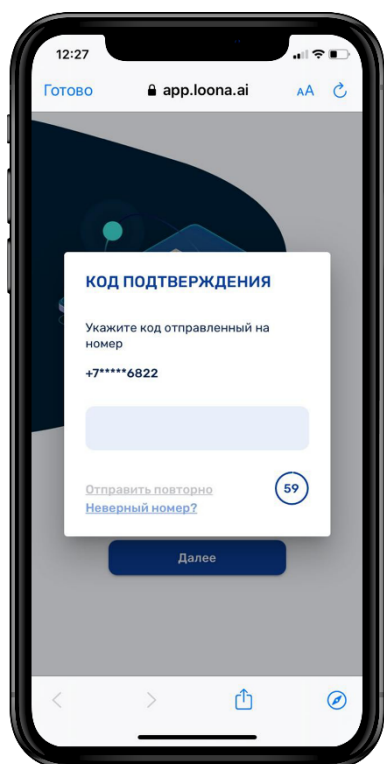 12:27
Готово
app.loona.ai
AA
КОД ПОДТВЕРЖДЕНИЯ
Укажите код отправленный на
номер
+7*****6822
Отправить повторно
59
Неверный номер?
Далее